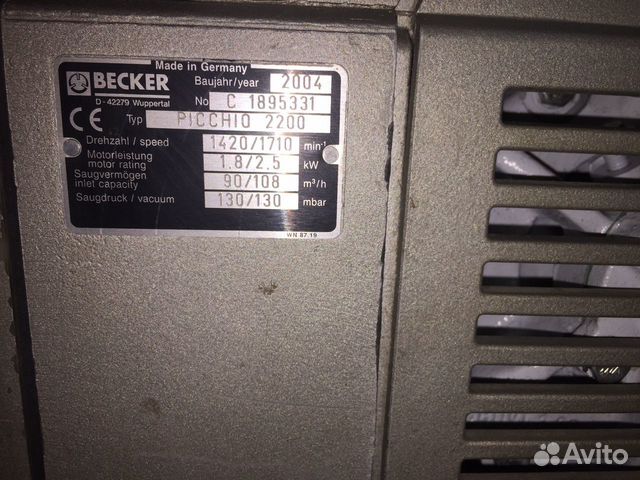 Made in Germany
BECKER
D-42279 Wuppertal
Baujahr/year 2004
No C 1895331
CE Typ PICCHIO 2200
Drehzahl / speed 1420/1710 min-1
Motorleistung
motor rating 1.8/2.5 kW
Saugvermögen
inlet capacity 90/108 m³/h
Saugdruck / vacuum 130/130 mbar
WN 87.19
Avito